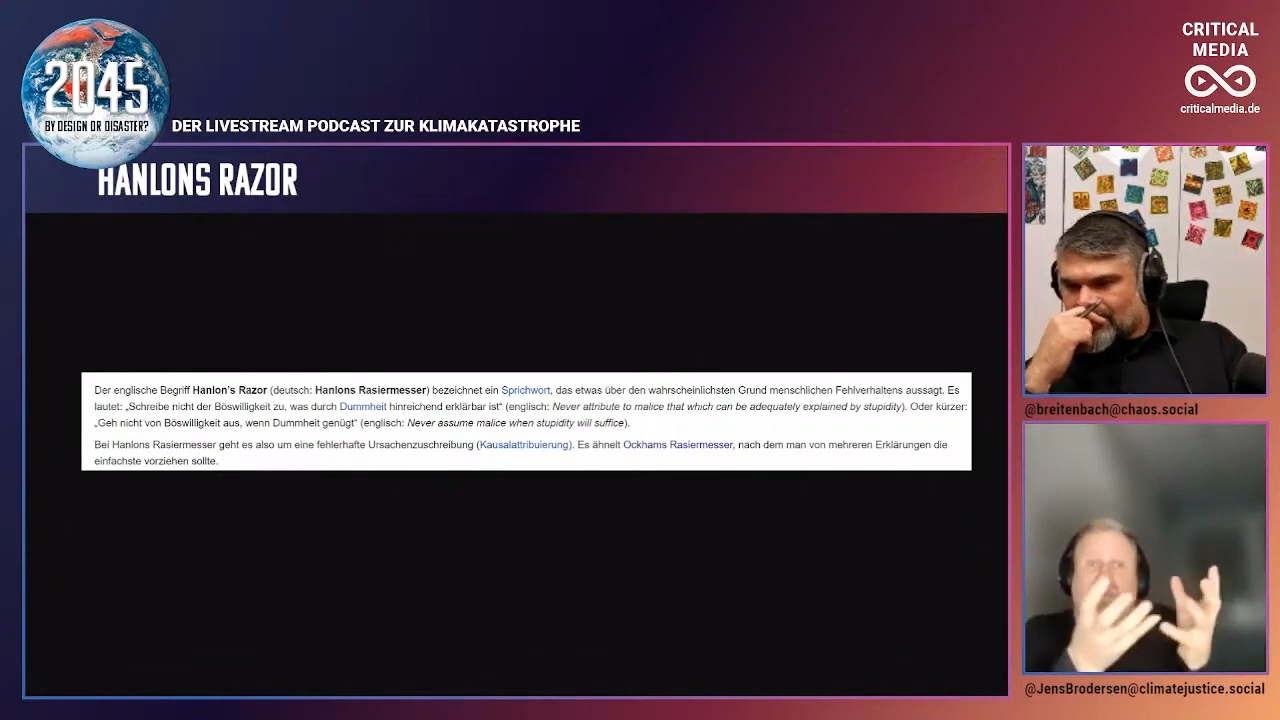 2045
BY DESIGN OR DISASTER?
DER LIVESTREAM PODCAST ZUR KLIMAKATASTROPHE
CRITICAL
MEDIA
criticalmedia.de
HANLONS RAZOR
Der englische Begriff Hanlon's Razor (deutsch: Hanlons Rasiermesser) bezeichnet ein Sprichwort, das etwas über den wahrscheinlichsten Grund menschlichen Fehlverhaltens aussagt. Es
lautet: „Schreibe nicht der Böswilligkeit zu, was durch Dummheit hinreichend erklärbar ist“ (englisch: Never attribute to malice that which can be adequately explained by stupidity). Oder kürzer:
„Geh nicht von Böswilligkeit aus, wenn Dummheit genügt“ (englisch: Never assume malice when stupidity will suffice).
Bei Hanlons Rasiermesser geht es also um eine fehlerhafte Ursachenzuschreibung (Kausalattribuierung). Es ähnelt Ockhams Rasiermesser, nach dem man von mehreren Erklärungen die
einfachste vorziehen sollte.
@breitenbach@chaos.social
@JensBrodersen@climatejustice.social